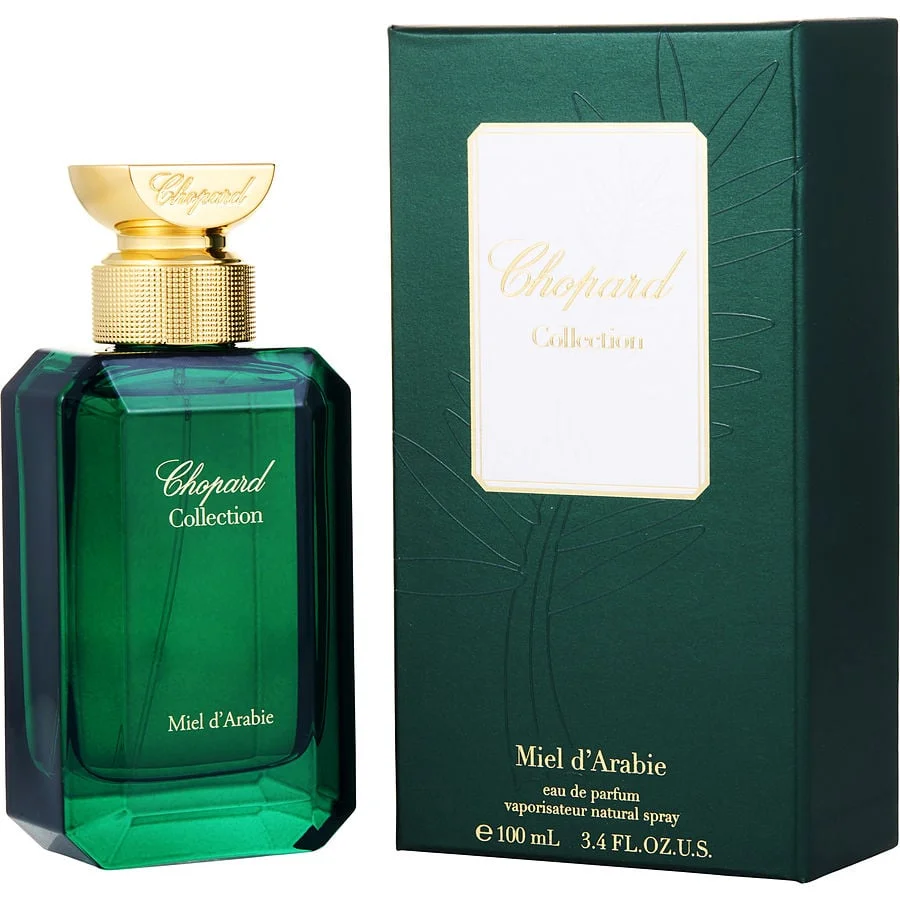 Chopard
Chopard
Collection
Miel d'Arabie
Chopard
Collection
Miel d'Arabie
eau de parfum
vaporisateur natural spray
℮ 100 mL 3.4 FL.OZ.U.S.